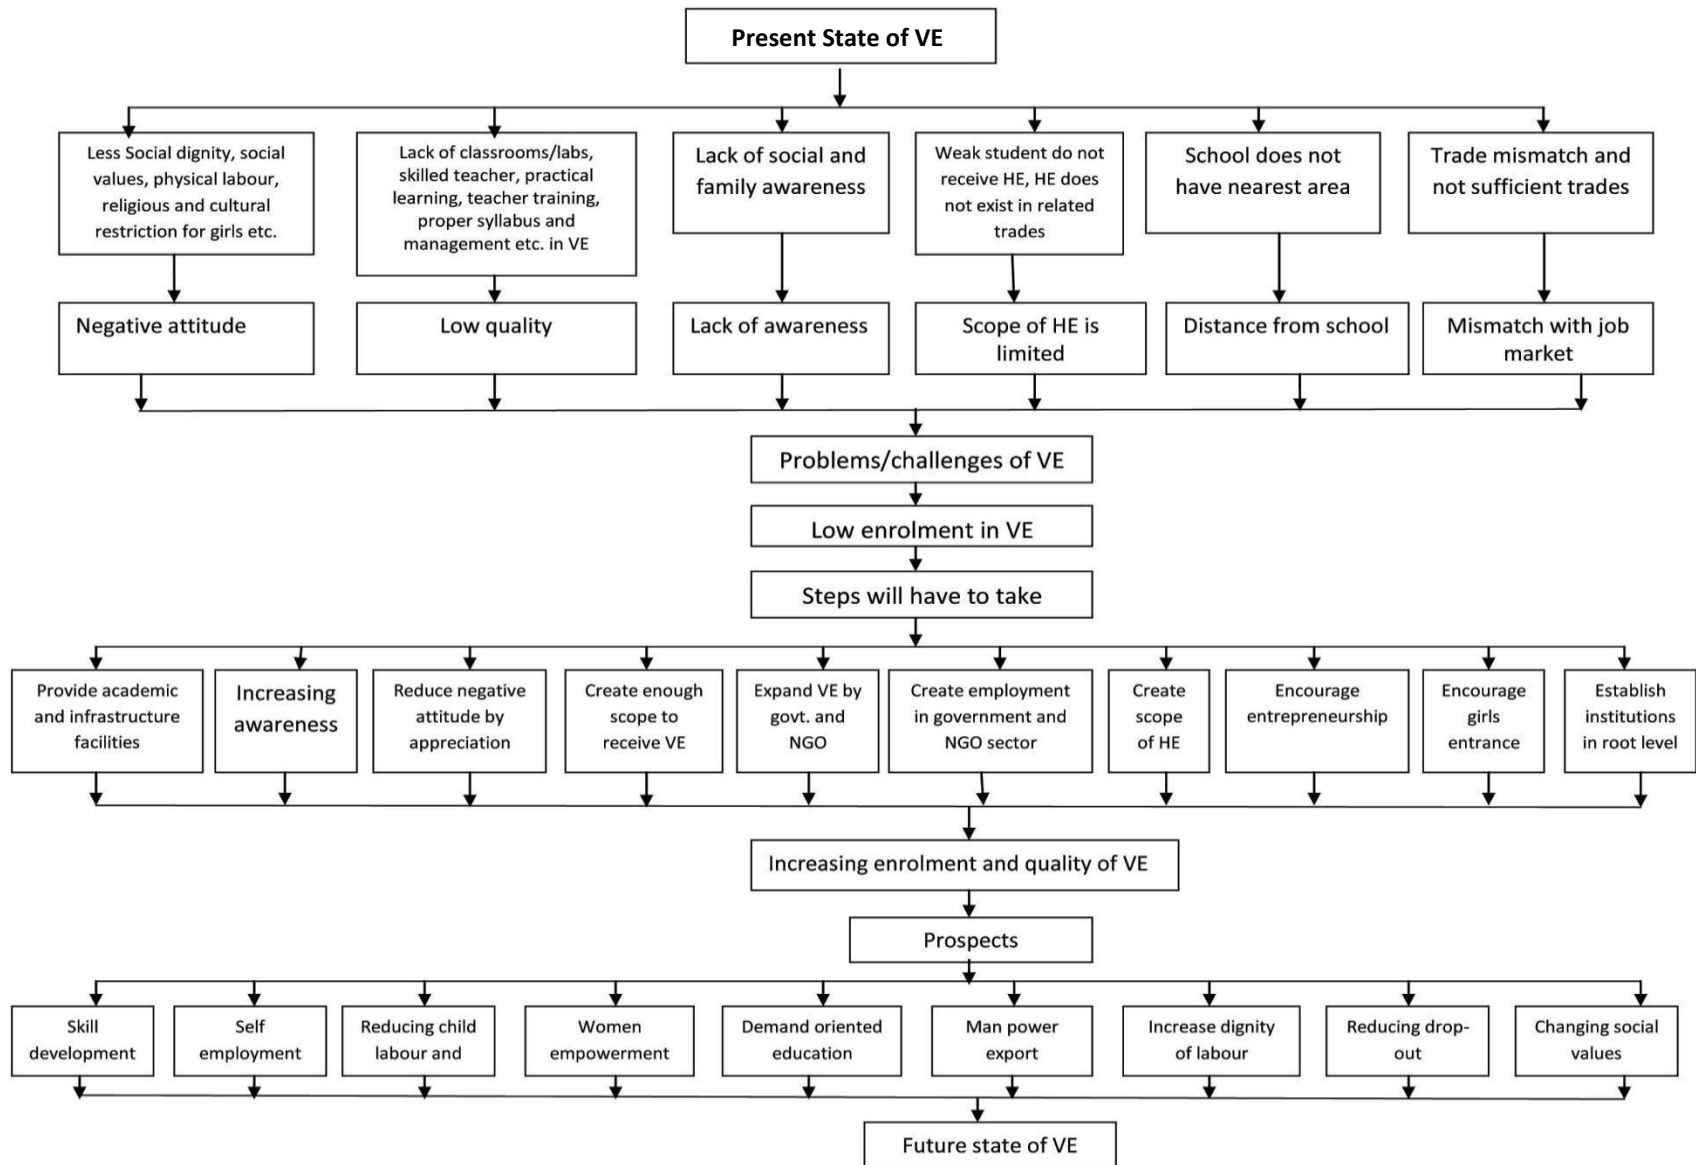 Present State of VE
Less Social dignity, social
values, physical labour,
religious and cultural
restriction for girls etc.
Lack of classrooms/labs,
skilled teacher, practical
learning, teacher training,
proper syllabus and
management etc. in VE
Lack of social and
family awareness
Weak student do not
receive HE, HE does
not exist in related
trades
School does not
have nearest area
Trade mismatch and
not sufficient trades
Negative attitude
Low quality
Lack of awareness
Scope of HE is
limited
Distance from school
Mismatch with job
market
Problems/challenges of VE
Low enrolment in VE
Steps will have to take
Provide academic
and infrastructure
facilities
Increasing
awareness
Reduce negative
attitude by
appreciation
Create enough
scope to
receive VE
Expand VE by
govt. and
NGO
Create employment
in government and
NGO sector
Create
scope
of HE
Encourage
entrepreneurship
Encourage
girls
entrance
Establish
institutions
in root level
Increasing enrolment and quality of VE
Prospects
Skill
development
Self
employment
Reducing child
labour and
Women
empowerment
Demand oriented
education
Man power
export
Increase dignity
of labour
Reducing drop-
out
Changing social
values
Future state of VE